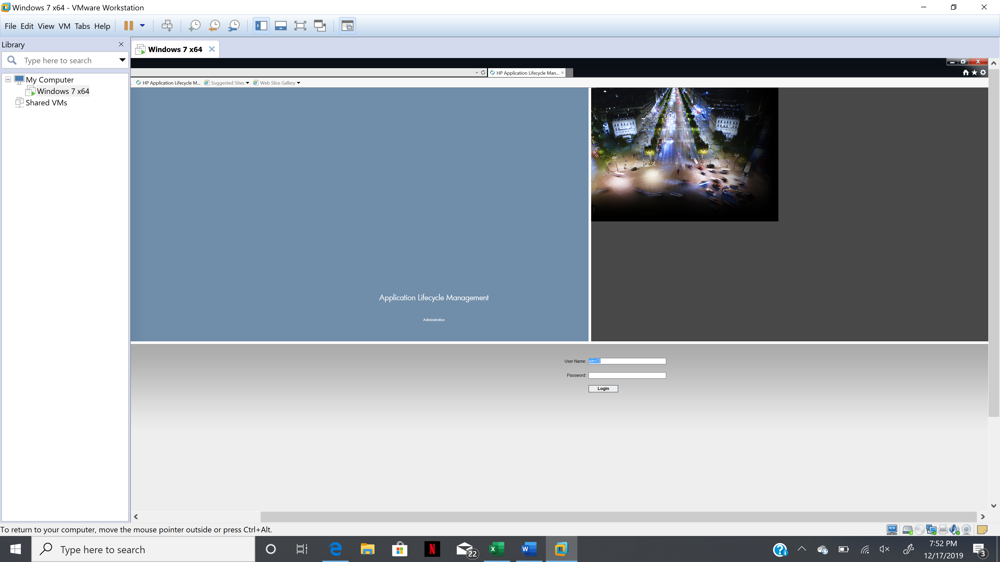 Windows 7 x64 - VMware Workstation
File Edit View VM Tabs Help
Library
Type here to search
My Computer
Windows 7 x64
Shared VMs
Windows 7 x64
HP Application Lifecycle Man...
HP Application Lifecycle M...
Suggested Sites
Web Slice Gallery
Application Lifecycle Management
Administration
User Name: alm12
Password:
Login
To return to your computer, move the mouse pointer outside or press Ctrl+Alt.
Type here to search
22
7:52 PM
12/17/2019
3